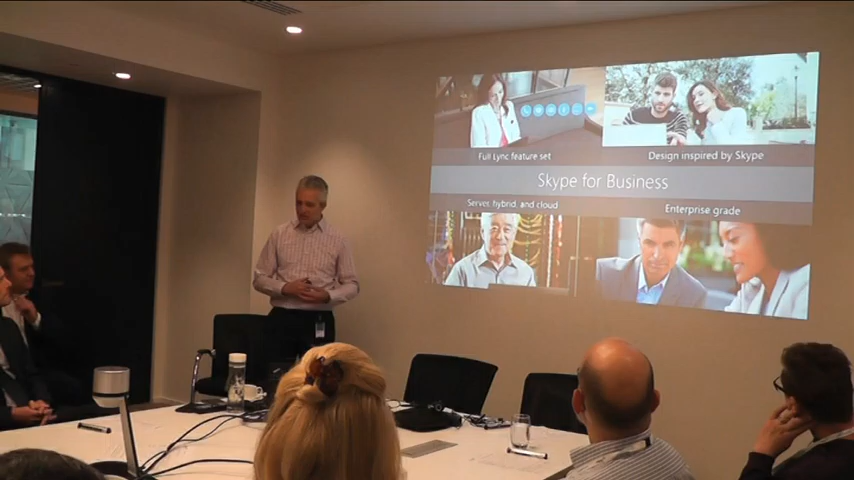 Full Lync feature set
Design inspired by Skype
Skype for Business
Server, hybrid, and cloud
Enterprise grade